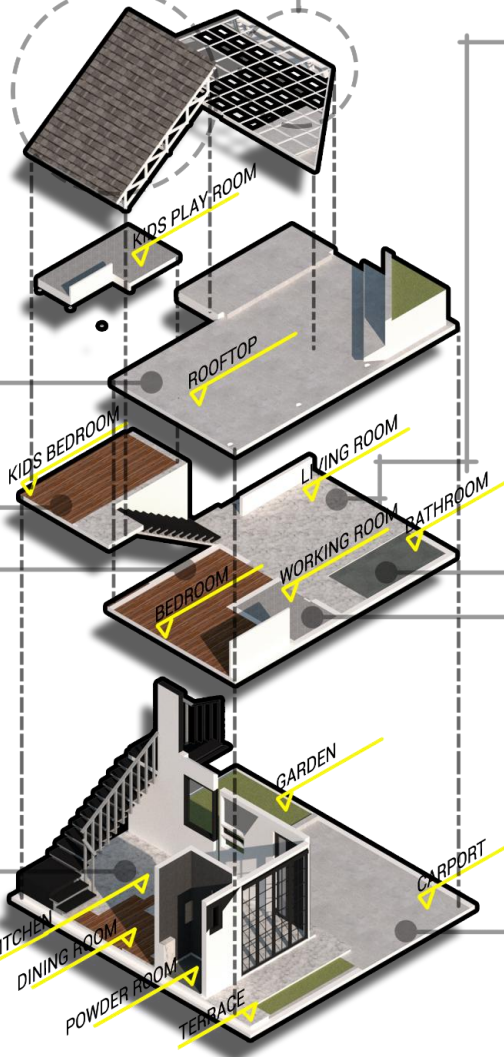 KIDS PLAY ROOM
ROOFTOP
KIDS BEDROOM
LIVING ROOM
BATHROOM
WORKING ROOM
BEDROOM
GARDEN
CARPORT
ITCHEN
DINING ROOM
POWDER ROOM
TERRACE